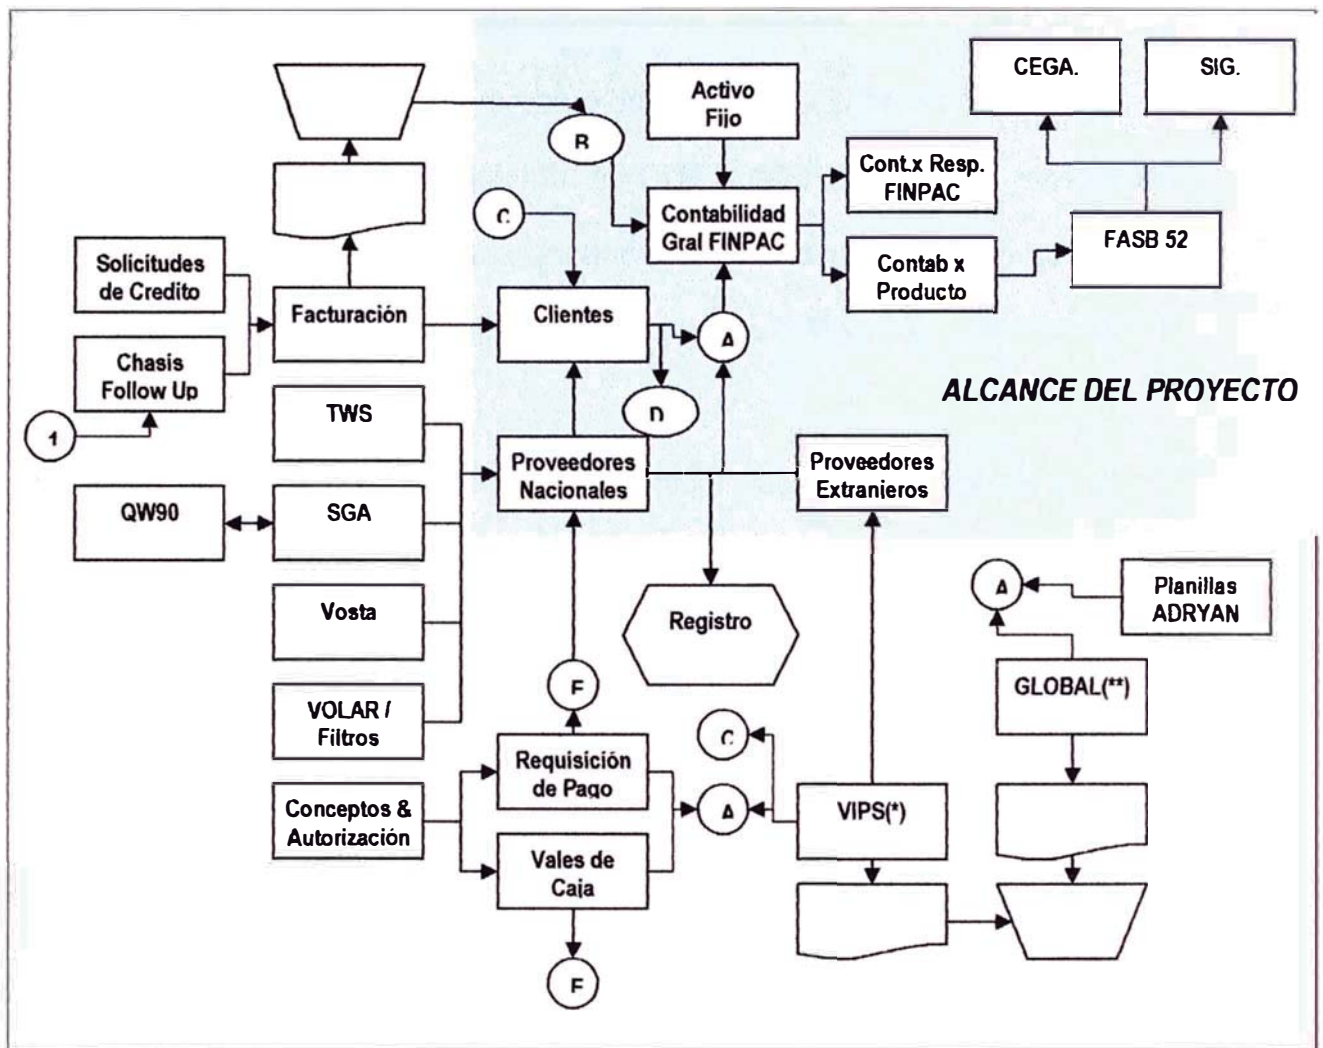 CEGA.
SIG.
Activo
Fijo
B
Cont.x Resp.
FINPAC
C
Contabilidad
Gral FINPAC
FASB 52
Solicitudes
de Credito
Contab x
Producto
Facturación
Clientes
A
Chasis
Follow Up
ALCANCE DEL PROYECTO
TWS
D
1
Proveedores
Nacionales
Proveedores
Extranjeros
QW90
SGA
A
Planillas
ADRYAN
Vosta
Registro
GLOBAL(**)
VOLAR /
Filtros
C
Requisición
de Pago
Conceptos &
Autorización
A
VIPS(*)
Vales de
Caja